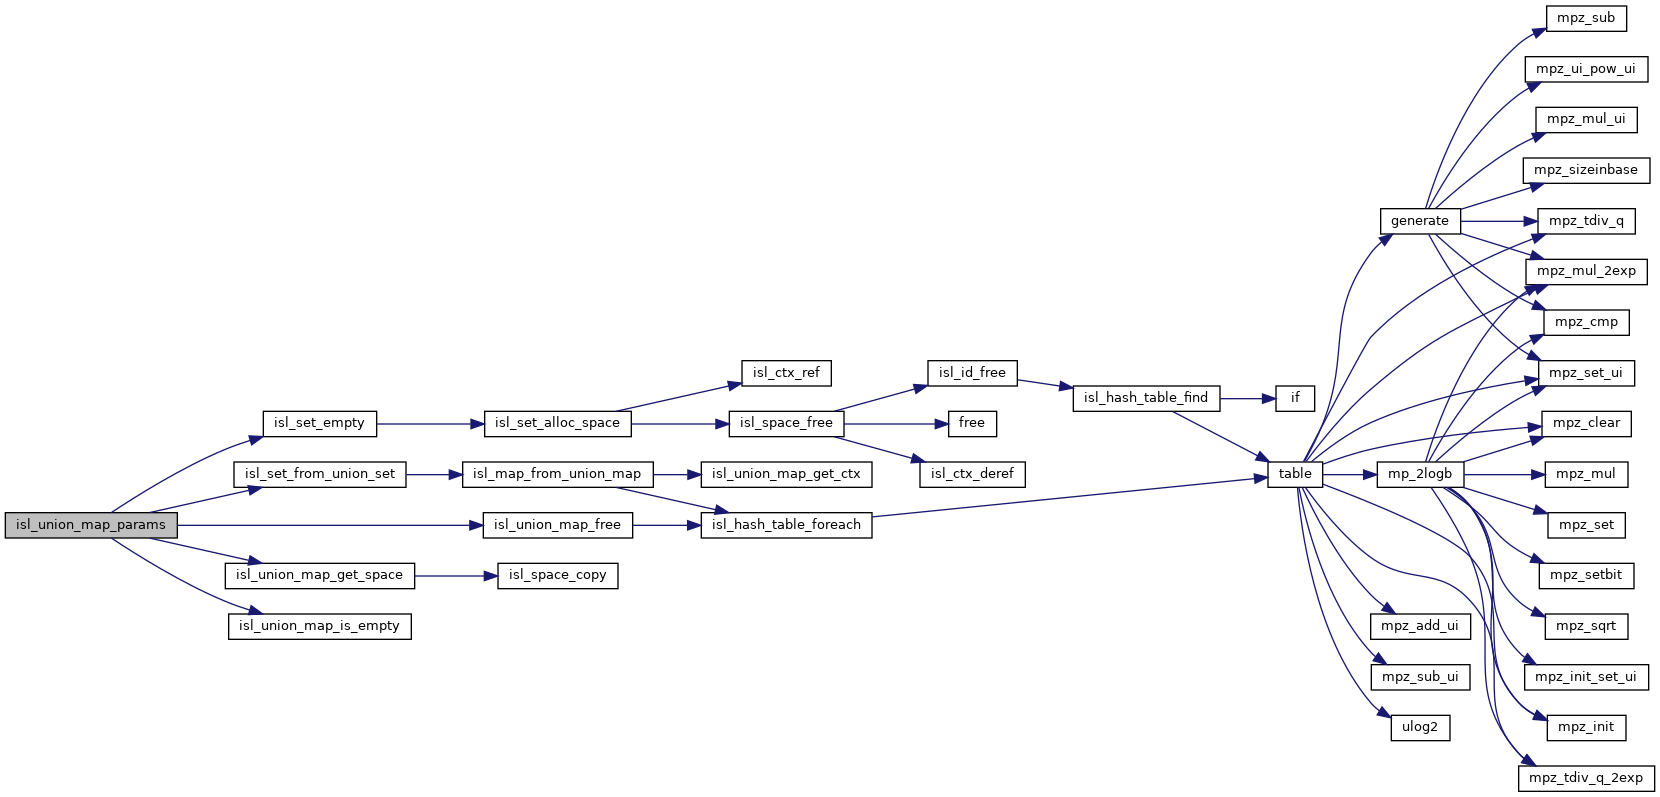 mpz_sub
mpz_ui_pow_ui
mpz_mul_ui
mpz_sizeinbase
generate
mpz_tdiv_q
mpz_mul_2exp
mpz_cmp
isl_ctx_ref
isl_id_free
mpz_set_ui
isl_hash_table_find
if
isl_set_empty
isl_set_alloc_space
isl_space_free
free
mpz_clear
isl_set_from_union_set
isl_map_from_union_map
isl_union_map_get_ctx
isl_ctx_deref
table
mp_2logb
mpz_mul
isl_union_map_params
isl_union_map_free
isl_hash_table_foreach
mpz_set
isl_union_map_get_space
isl_space_copy
mpz_setbit
isl_union_map_is_empty
mpz_add_ui
mpz_sqrt
mpz_sub_ui
mpz_init_set_ui
ulog2
mpz_init
mpz_tdiv_q_2exp